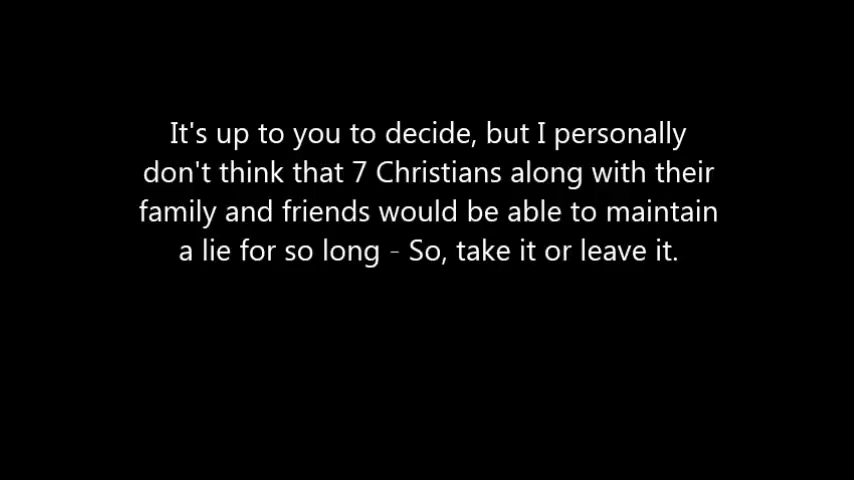 It's up to you to decide, but I personally
don't think that 7 Christians along with their
family and friends would be able to maintain
a lie for so long - So, take it or leave it.